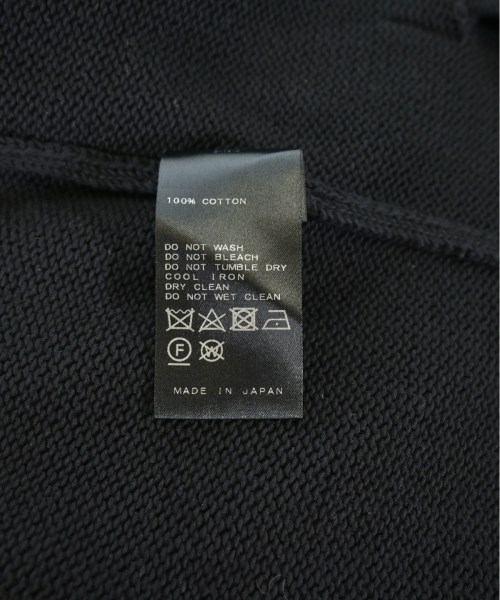 100% COTTON
DO NOT WASH
DO NOT BLEACH
DO NOT TUMBLE DRY
COOL IRON
DRY CLEAN
DO NOT WET CLEAN
F W
MADE IN JAPAN